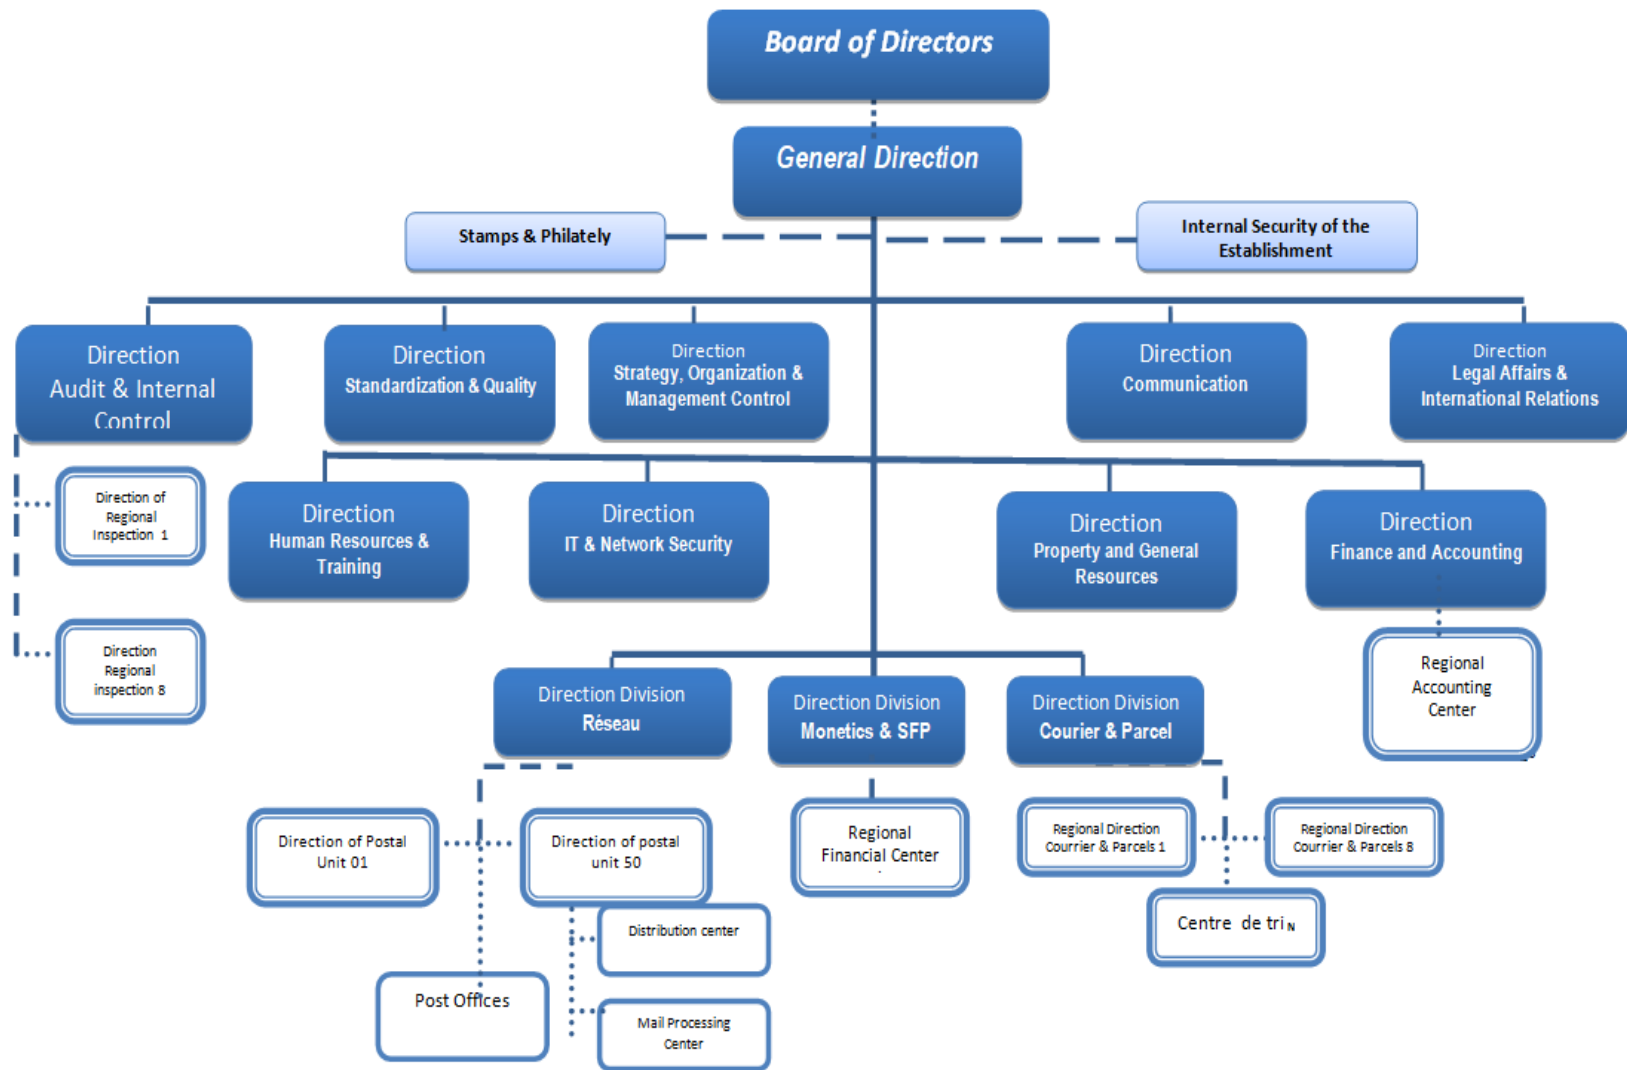 Board of Directors
General Direction
Stamps & Philately
Internal Security of the
Establishment
Direction
Audit & Internal
Control
Direction
Standardization & Quality
Direction
Strategy, Organization &
Management Control
Direction
Communication
Direction
Legal Affairs &
International Relations
Direction of
Regional
Inspection 1
Direction
Regional
inspection 8
Direction
Human Resources &
Training
Direction
IT & Network Security
Direction
Property and General
Resources
Direction
Finance and Accounting
Regional
Accounting
Center
Direction Division
Réseau
Direction Division
Monetics & SFP
Direction Division
Courier & Parcel
Direction of Postal
Unit 01
Direction of postal
unit 50
Regional
Financial Center
Regional Direction
Courrier & Parcels 1
Regional Direction
Courrier & Parcels 8
Centre de tri N
Distribution center
Post Offices
Mail Processing
Center